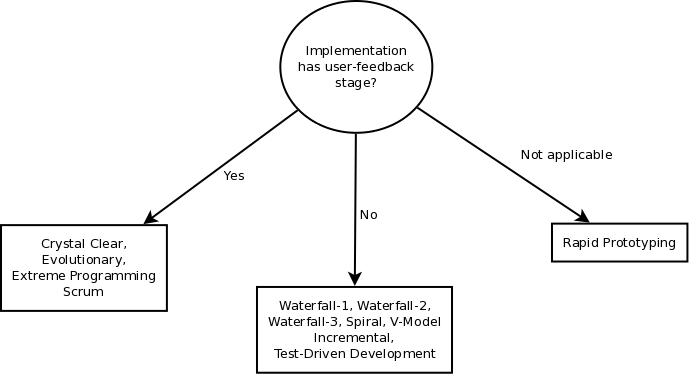 Implementation
has user-feedback
stage?
Not applicable
Yes
No
Crystal Clear,
Evolutionary,
Extreme Programming
Scrum
Rapid Prototyping
Waterfall-1, Waterfall-2,
Waterfall-3, Spiral, V-Model
Incremental,
Test-Driven Development